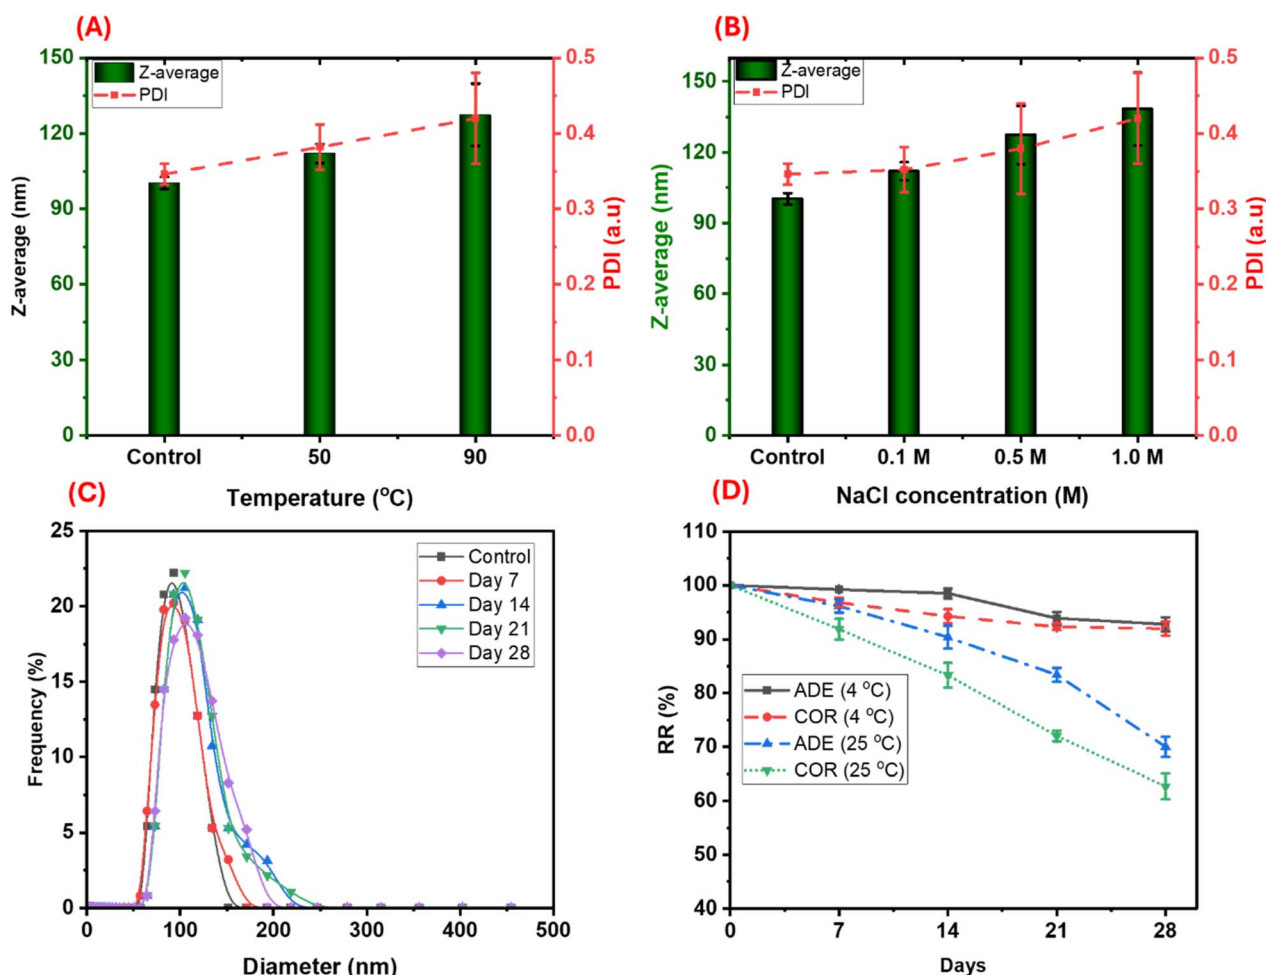 (A)
Z-average
PDI
150
120
90
60
30
0
Z-average (nm)
0.5
0.4
0.3
0.2
0.1
0.0
PDI (a.u)
Control 50 90
Temperature (°C)
(B)
Z-average
PDI
150
120
90
60
30
0
Z-average (nm)
0.5
0.4
0.3
0.2
0.1
0.0
PDI (a.u)
Control 0.1 M 0.5 M 1.0 M
NaCl concentration (M)
(C)
25
20
15
10
5
0
Frequency (%)
Control
Day 7
Day 14
Day 21
Day 28
0 100 200 300 400 500
Diameter (nm)
(D)
110
100
90
80
70
60
50
40
RR (%)
ADE (4 °C)
COR (4 °C)
ADE (25 °C)
COR (25 °C)
0 7 14 21 28
Days